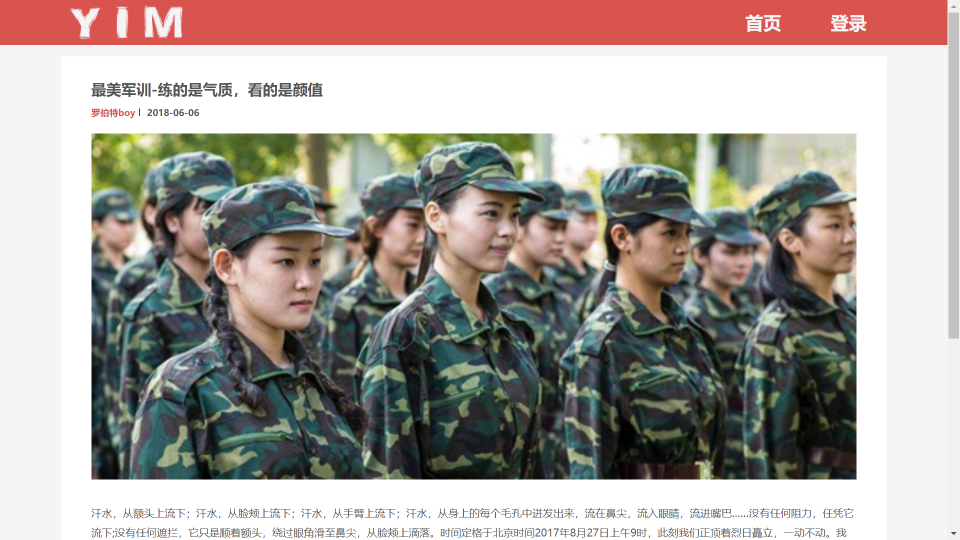 YIM
首页
登录
最美军训-练的是气质，看的是颜值
罗伯特boy | 2018-06-06
汗水，从额头上流下；汗水，从脸颊上流下；汗水，从手臂上流下；汗水，从身上的每个毛孔中迸发出来，流在鼻尖，流入眼睛，流进嘴巴......没有任何阻力，任凭它
流下;没有任何遮拦，它只是顺着额头，绕过眼角滑至鼻尖，从脸颊上滴落。时间定格于北京时间2017年8月27日上午9时，此刻我们正顶着烈日矗立，一动不动。我